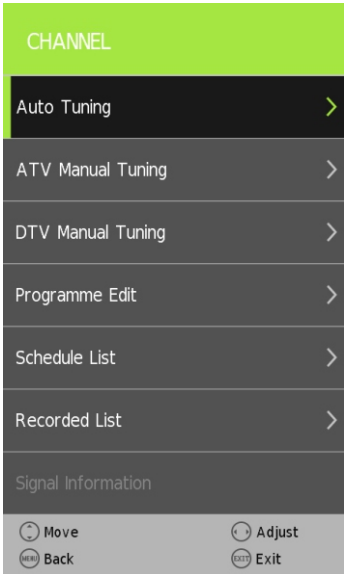 CHANNEL
Auto Tuning
ATV Manual Tuning
DTV Manual Tuning
Programme Edit
Schedule List
Recorded List
Signal Information
Move Adjust
MENU Back EXIT Exit